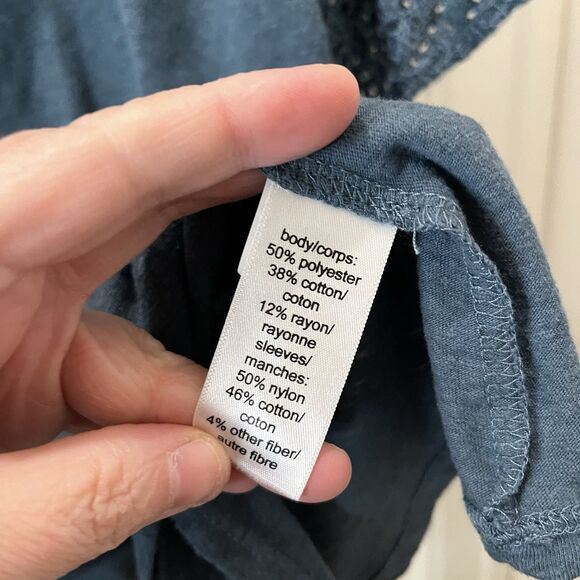 body/corps:
50% polyester
38% cotton/
coton
12% rayon/
rayonne
sleeves/
manches:
50% nylon
46% cotton/
coton
4% other fiber/
autre fibre